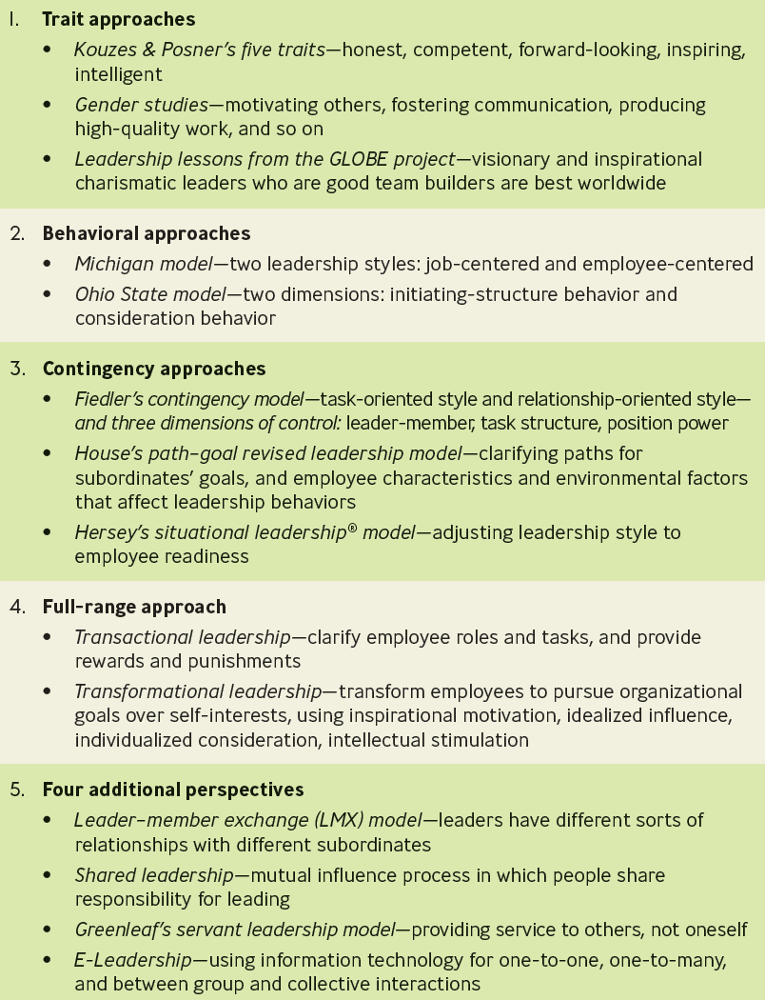 1. Trait approaches
• Kouzes & Posner's five traits—honest, competent, forward-looking, inspiring,
intelligent
• Gender studies—motivating others, fostering communication, producing
high-quality work, and so on
• Leadership lessons from the GLOBE project—visionary and inspirational
charismatic leaders who are good team builders are best worldwide
2. Behavioral approaches
• Michigan model—two leadership styles: job-centered and employee-centered
• Ohio State model—two dimensions: initiating-structure behavior and
consideration behavior
3. Contingency approaches
• Fiedler's contingency model—task-oriented style and relationship-oriented style—
and three dimensions of control: leader-member, task structure, position power
• House's path–goal revised leadership model—clarifying paths for
subordinates' goals, and employee characteristics and environmental factors
that affect leadership behaviors
• Hersey's situational leadership® model—adjusting leadership style to
employee readiness
4. Full-range approach
• Transactional leadership—clarify employee roles and tasks, and provide
rewards and punishments
• Transformational leadership—transform employees to pursue organizational
goals over self-interests, using inspirational motivation, idealized influence,
individualized consideration, intellectual stimulation
5. Four additional perspectives
• Leader–member exchange (LMX) model—leaders have different sorts of
relationships with different subordinates
• Shared leadership—mutual influence process in which people share
responsibility for leading
• Greenleaf's servant leadership model—providing service to others, not oneself
• E-Leadership—using information technology for one-to-one, one-to-many,
and between group and collective interactions